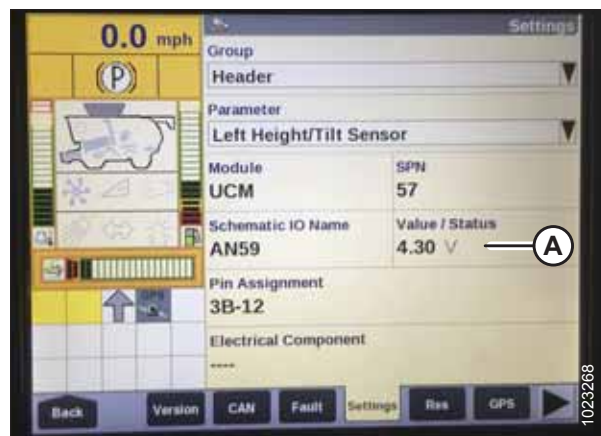 0.0 mph
Settings
(P)
Group
Header
Parameter
Left Height/Tilt Sensor
Module
SPN
UCM
57
Schematic IO Name
Value / Status
AN59
4.30 V
A
Pin Assignment
3B-12
Electrical Component
----
Back
Version
CAN
Fault
Settings
Res
GPS
1023268